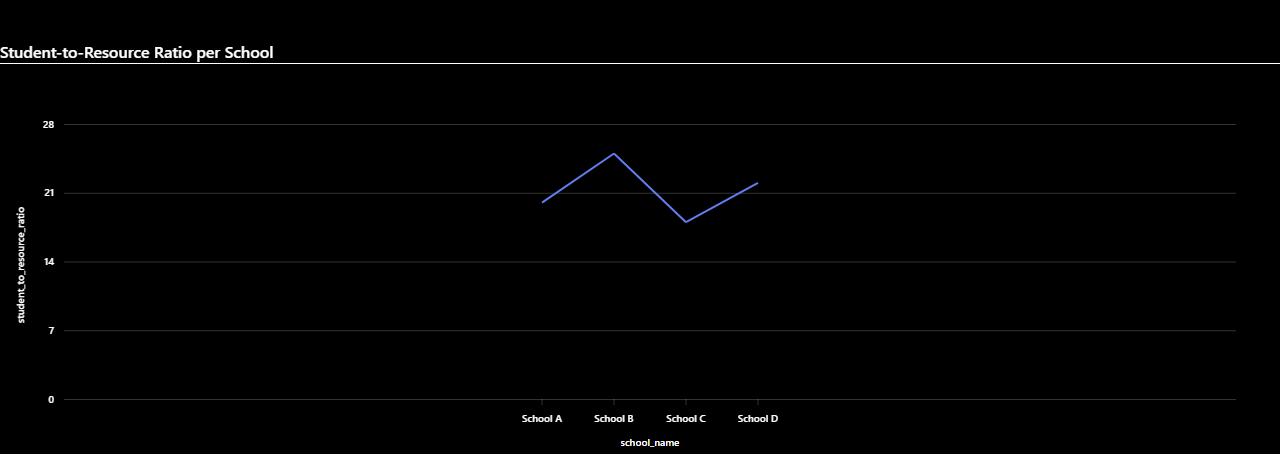 Student-to-Resource Ratio per School
28
21
14
7
0
student_to_resource_ratio
School A School B School C School D
school_name